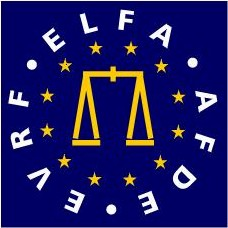 ELFA • AFDE • EVRF •